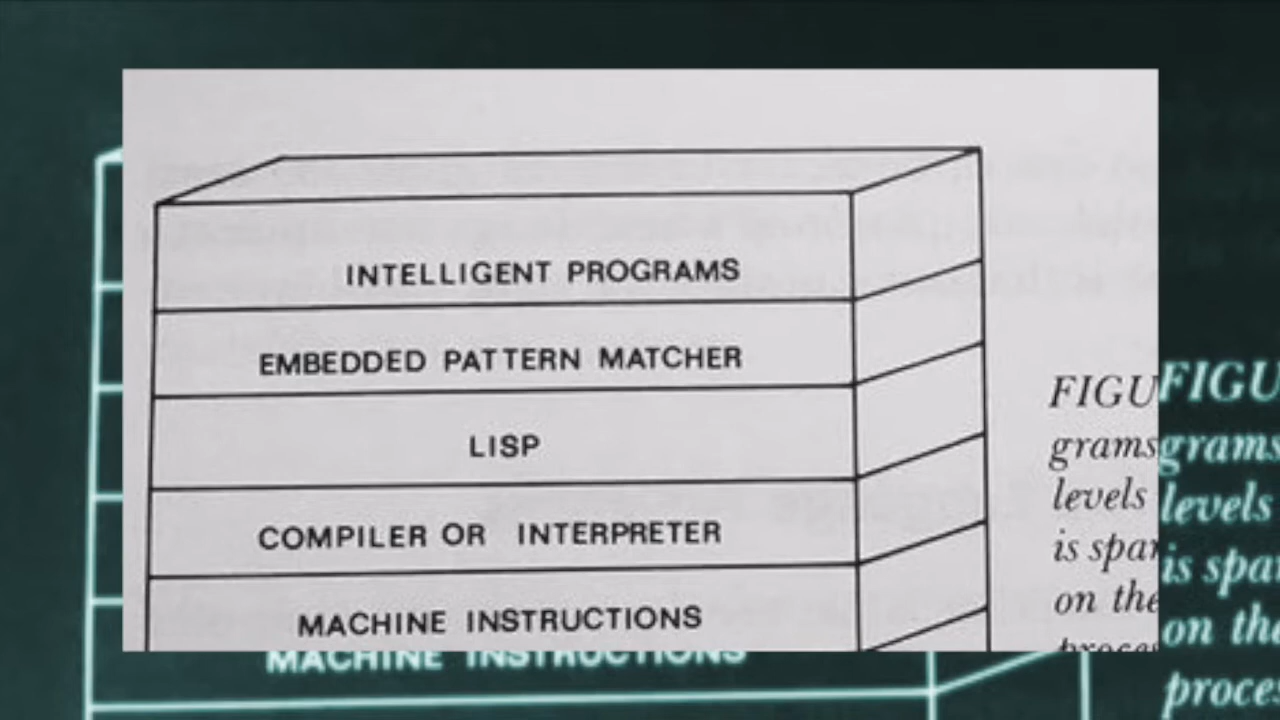 INTELLIGENT PROGRAMS
EMBEDDED PATTERN MATCHER
LISP
COMPILER OR INTERPRETER
MACHINE INSTRUCTIONS
MACHINE INSTRUCTIONS
FIGU
grams
levels
is spar
on the
FIGU
grams
levels
is spar
on the
proces